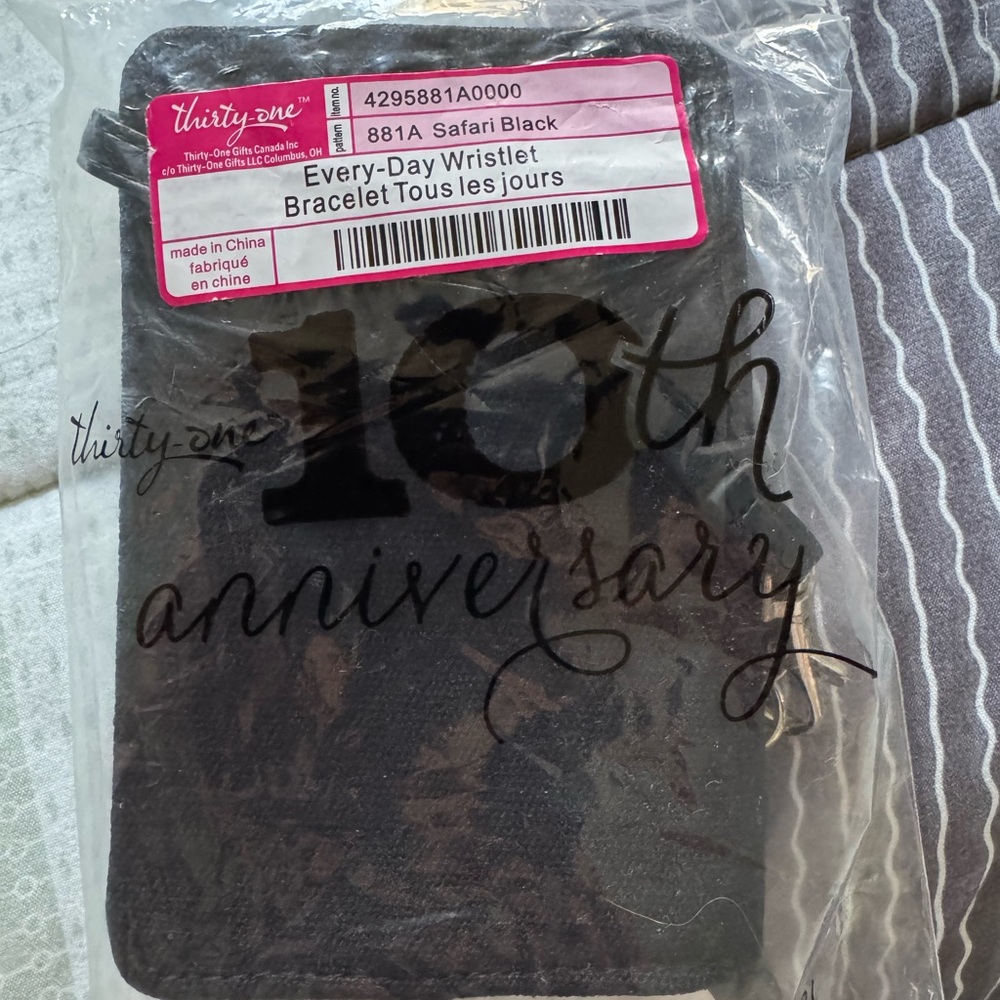 thirty-one™
Thirty-One Gifts Canada Inc
c/o Thirty-One Gifts LLC Columbus, OH
item no.
4295881A0000
pattern
881A Safari Black
Every-Day Wristlet
Bracelet Tous les jours
made in China
fabriqué
en chine
10th
thirty-one
anniversary